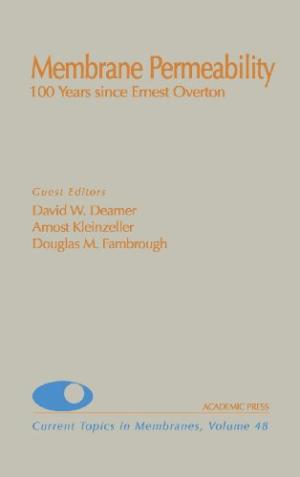 Membrane Permeability
100 Years since Ernest Overton
Guest Editors
David W. Deamer
Arnost Kleinzeller
Douglas M. Fambrough
ACADEMIC PRESS
Current Topics in Membranes, Volume 48